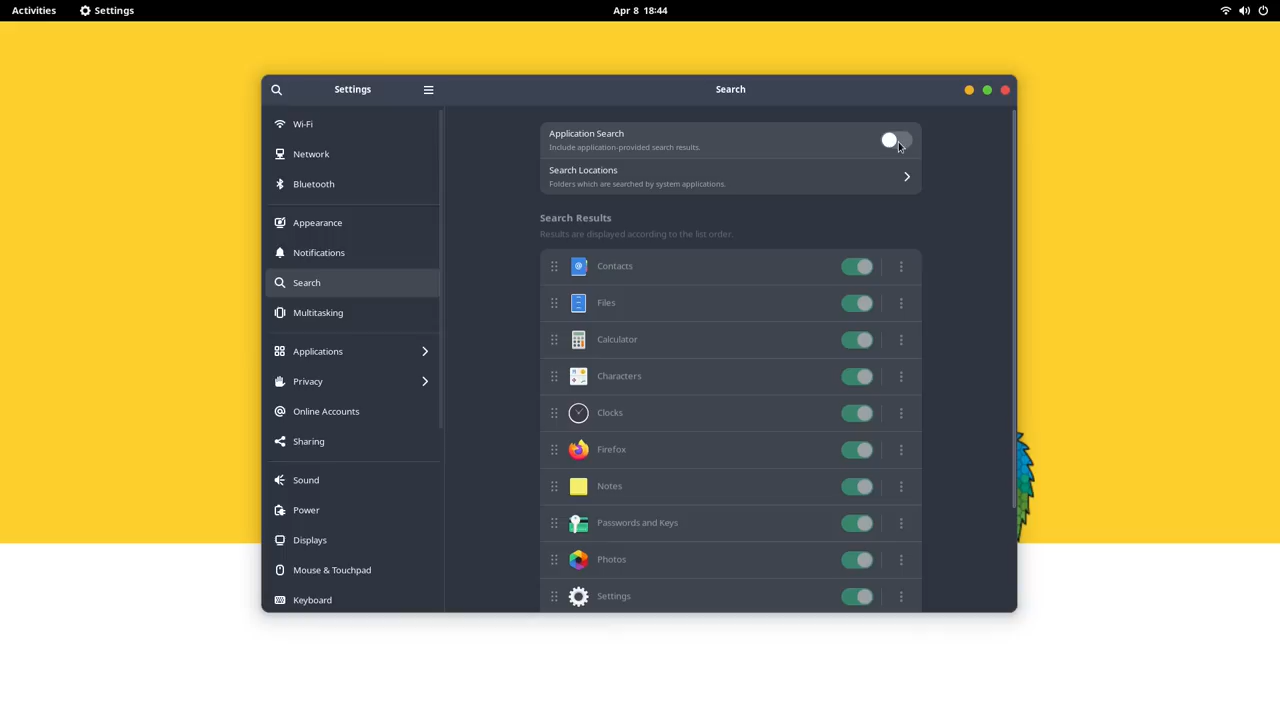 Activities
Settings
Apr 8 18:44
Settings
Search
Wi-Fi
Network
Bluetooth
Appearance
Notifications
Search
Multitasking
Applications
Privacy
Online Accounts
Sharing
Sound
Power
Displays
Mouse & Touchpad
Keyboard
Application Search
Include application-provided search results.
Search Locations
Folders which are searched by system applications.
Search Results
Results are displayed according to the list order.
Contacts
Files
Calculator
Characters
Clocks
Firefox
Notes
Passwords and Keys
Photos
Settings